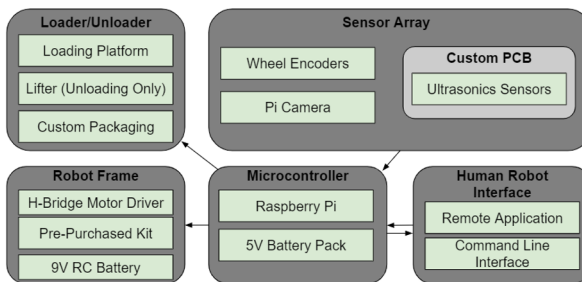 Loader/Unloader
Loading Platform
Lifter (Unloading Only)
Custom Packaging
Sensor Array
Wheel Encoders
Pi Camera
Custom PCB
Ultrasonics Sensors
Robot Frame
H-Bridge Motor Driver
Pre-Purchased Kit
9V RC Battery
Microcontroller
Raspberry Pi
5V Battery Pack
Human Robot
Interface
Remote Application
Command Line
Interface